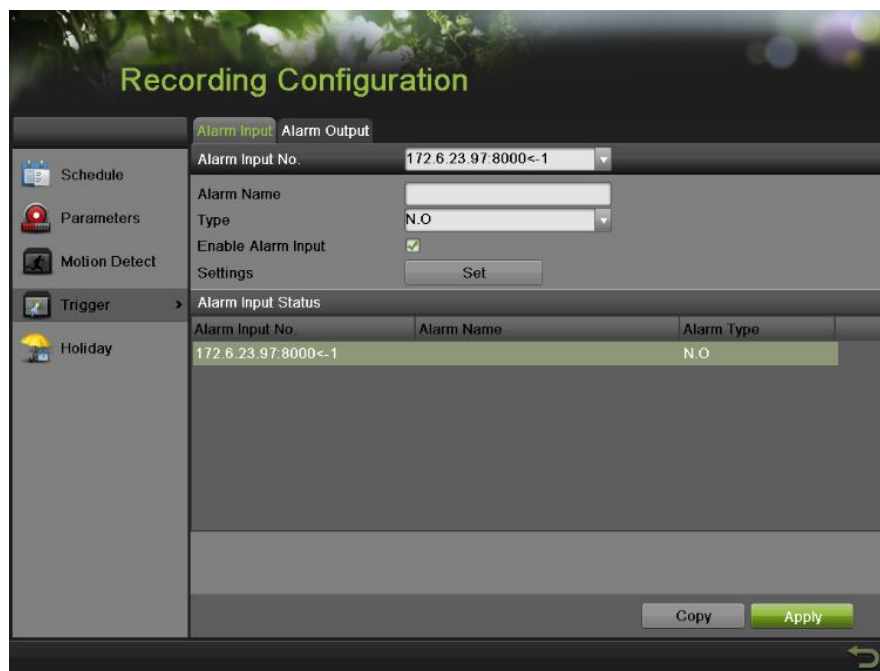 Recording Configuration
Alarm Input Alarm Output
Alarm Input No. 172.6.23.97:8000<-1
Schedule
Alarm Name
Parameters
Type N.O
Enable Alarm Input
Motion Detect
Settings Set
Trigger
Alarm Input Status
Alarm Input No. Alarm Name Alarm Type
Holiday
172.6.23.97:8000<-1 N.O
Copy Apply